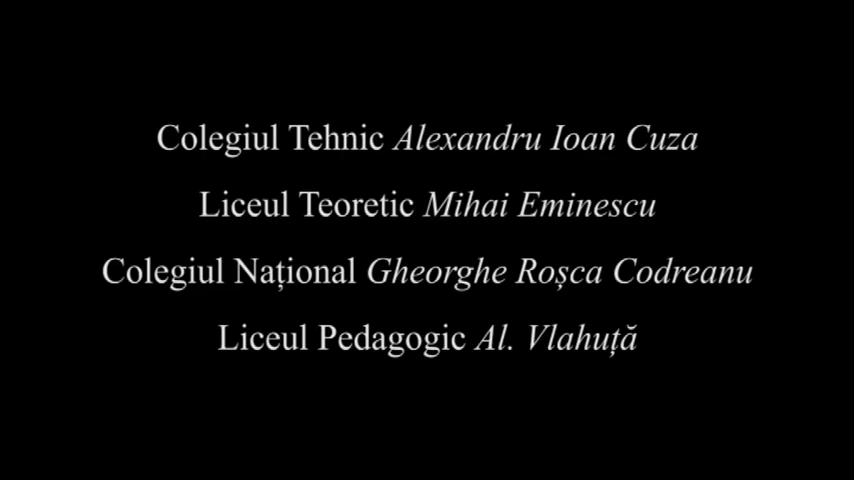 Colegiul Tehnic Alexandru Ioan Cuza
Liceul Teoretic Mihai Eminescu
Colegiul Național Gheorghe Roșca Codreanu
Liceul Pedagogic Al. Vlahuță